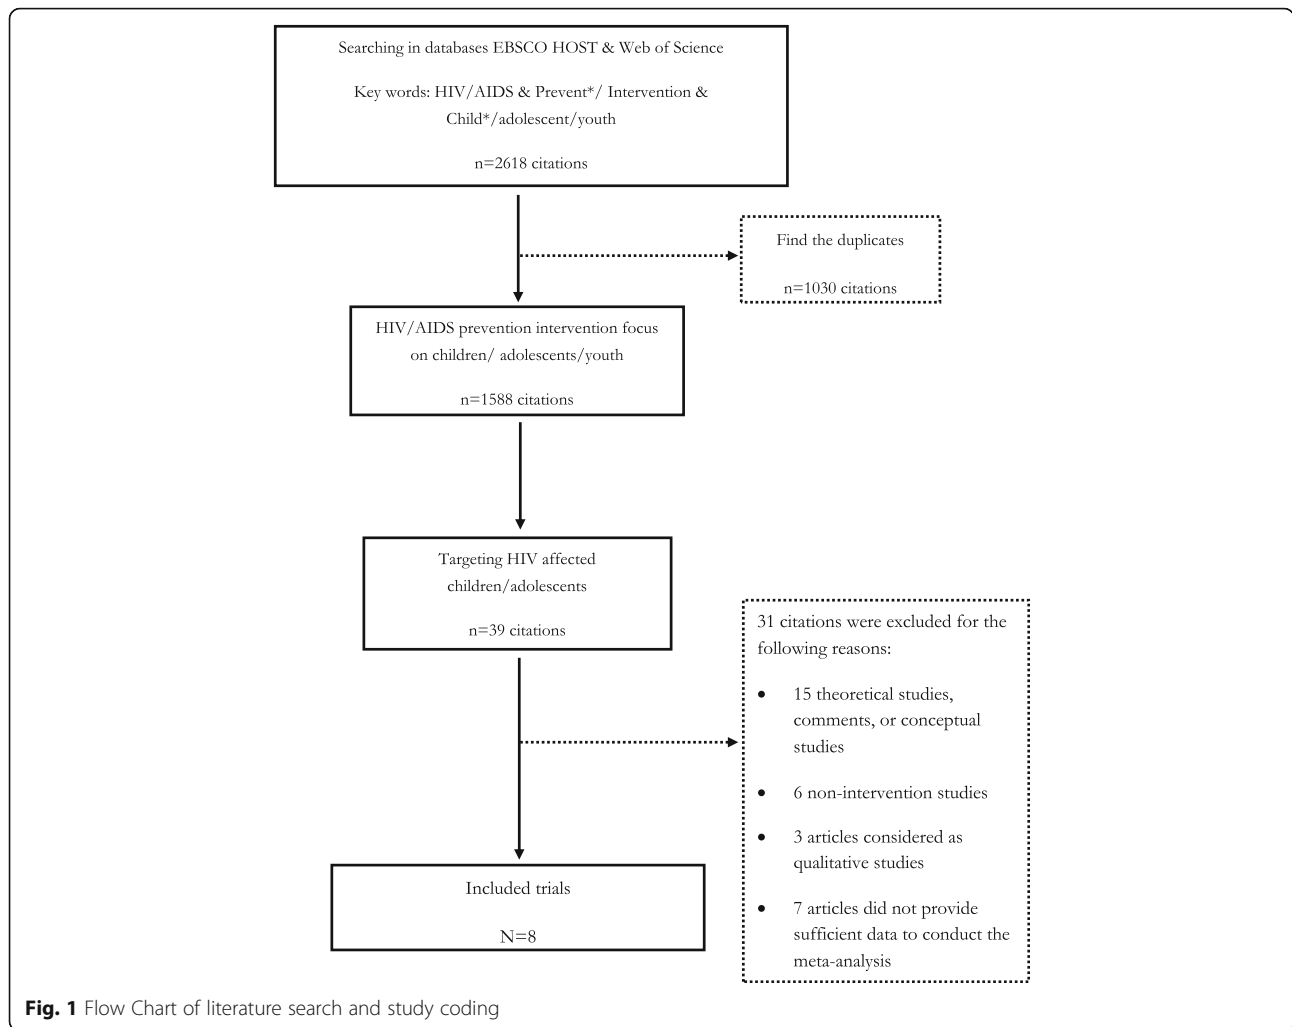 Searching in databases EBSCO HOST & Web of Science
Key words: HIV/AIDS & Prevent*/ Intervention &
Child*/adolescent/youth
n=2618 citations
Find the duplicates
n=1030 citations
HIV/AIDS prevention intervention focus
on children/ adolescents/youth
n=1588 citations
Targeting HIV affected
children/adolescents
n=39 citations
31 citations were excluded for the
following reasons:
• 15 theoretical studies,
comments, or conceptual
studies
• 6 non-intervention studies
• 3 articles considered as
qualitative studies
• 7 articles did not provide
sufficient data to conduct the
meta-analysis
Included trials
N=8
Fig. 1 Flow Chart of literature search and study coding